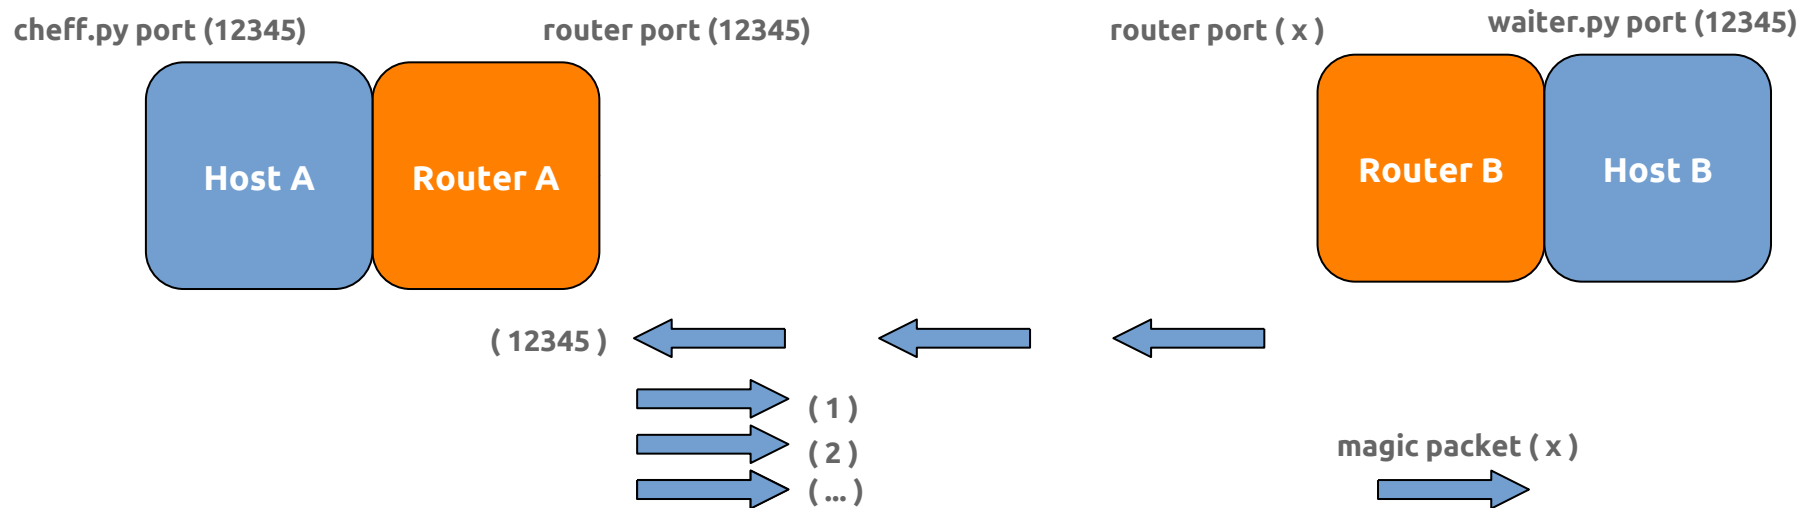 cheff.py port (12345)
router port (12345)
router port ( x )
waiter.py port (12345)
Host A
Router A
Router B
Host B
( 12345 )
( 1 )
( 2 )
( ... )
magic packet ( x )